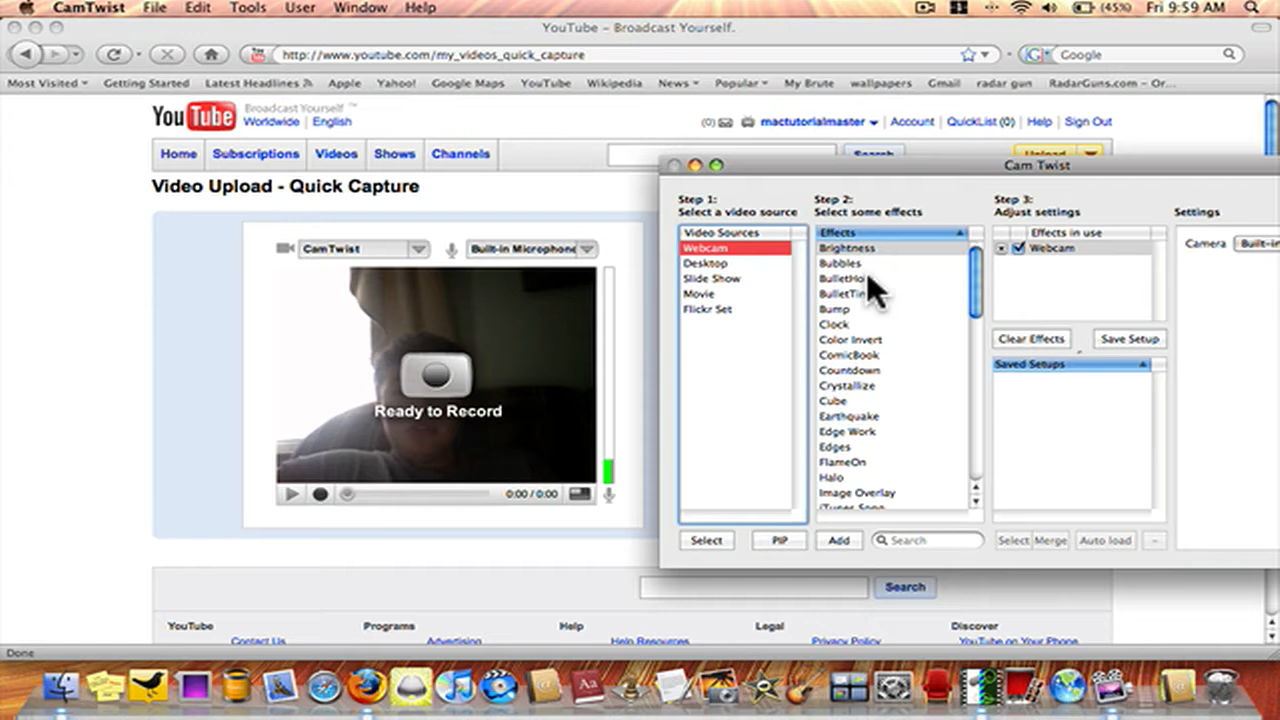 CamTwist File Edit Tools User Window Help (45%) Fri 9:59 AM
YouTube – Broadcast Yourself.
http://www.youtube.com/my_videos_quick_capture Google
Most Visited Getting Started Latest Headlines Apple Yahoo! Google Maps YouTube Wikipedia News Popular My Brute wallpapers Gmail radar gun RadarGuns.com – Or...
YouTube Broadcast Yourself ™
Worldwide English (0) mactutorialmaster Account QuickList (0) Help Sign Out
Home Subscriptions Videos Shows Channels Search Upload
Video Upload - Quick Capture
CamTwist Built-in Microphone
Ready to Record
0:00 / 0:00
Cam Twist
Step 1:
Select a video source
Video Sources
Webcam
Desktop
Slide Show
Movie
Flickr Set
Select PIP
Step 2:
Select some effects
Effects
Brightness
Bubbles
BulletHo
BulletTi
Bump
Clock
Color Invert
ComicBook
Countdown
Crystallize
Cube
Earthquake
Edge Work
Edges
FlameOn
Halo
Image Overlay
iTunes Song
Add Search
Step 3:
Adjust settings
Effects in use
Webcam
Clear Effects Save Setup
Saved Setups
Select Merge Auto load -
Settings
Camera Built-in
Search
YouTube Programs Help Legal Discover
Contact Us Advertising Help Resources Privacy Policy YouTube on Your Phone
Done